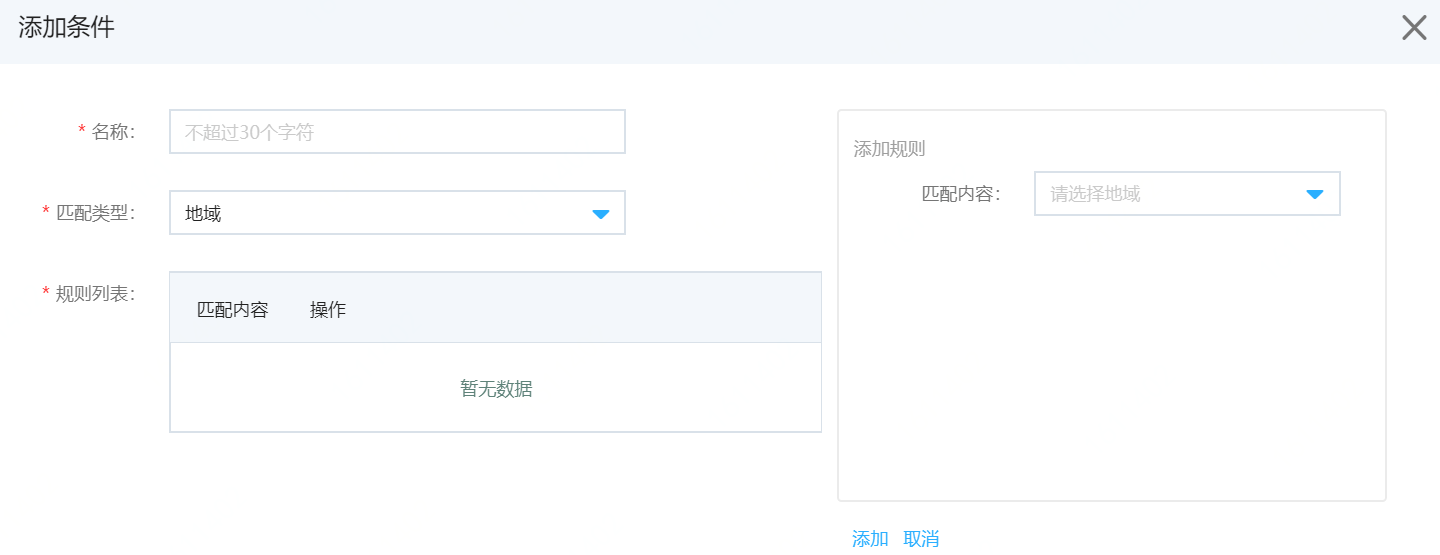 添加条件
* 名称：
不超过30个字符
* 匹配类型：
地域
* 规则列表：
匹配内容 操作
暂无数据
添加规则
匹配内容：
请选择地域
添加 取消